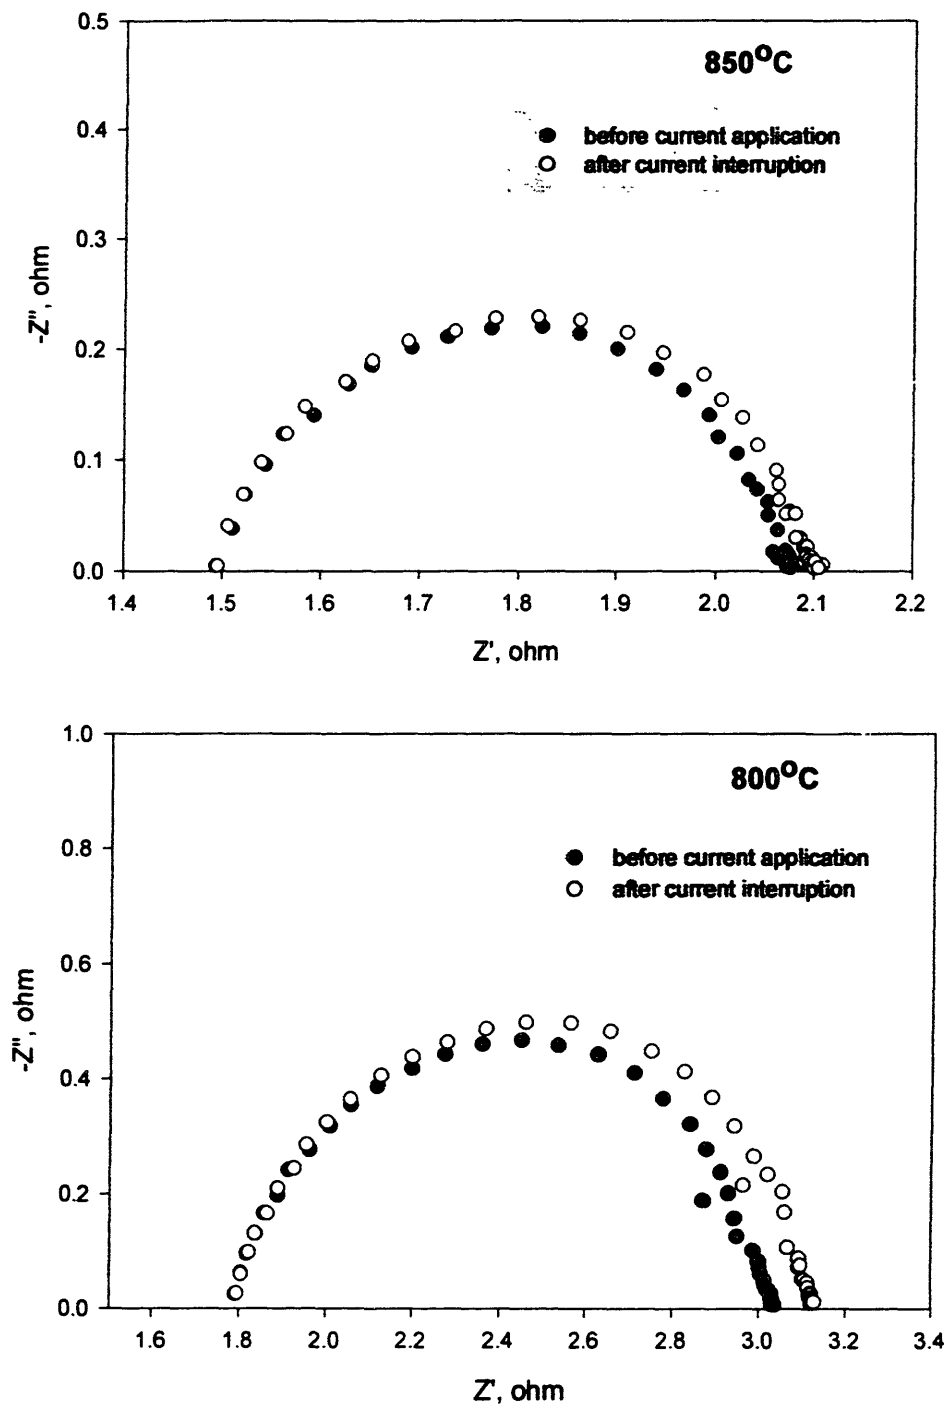 0.5
850°C
0.4
before current application
after current interruption
0.3
-Z'', ohm
0.2
0.1
0.0
1.4 1.5 1.6 1.7 1.8 1.9 2.0 2.1 2.2
Z', ohm
1.0
800°C
0.8
before current application
after current interruption
0.6
-Z'', ohm
0.4
0.2
0.0
1.6 1.8 2.0 2.2 2.4 2.6 2.8 3.0 3.2 3.4
Z', ohm